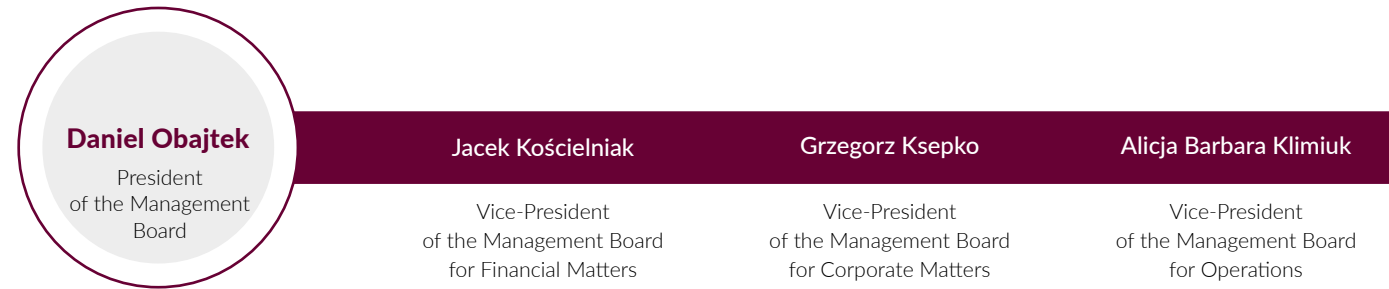 Daniel Obajtek
President
of the Management
Board
Jacek Kościelniak
Vice-President
of the Management Board
for Financial Matters
Grzegorz Ksepko
Vice-President
of the Management Board
for Corporate Matters
Alicja Barbara Klimiuk
Vice-President
of the Management Board
for Operations